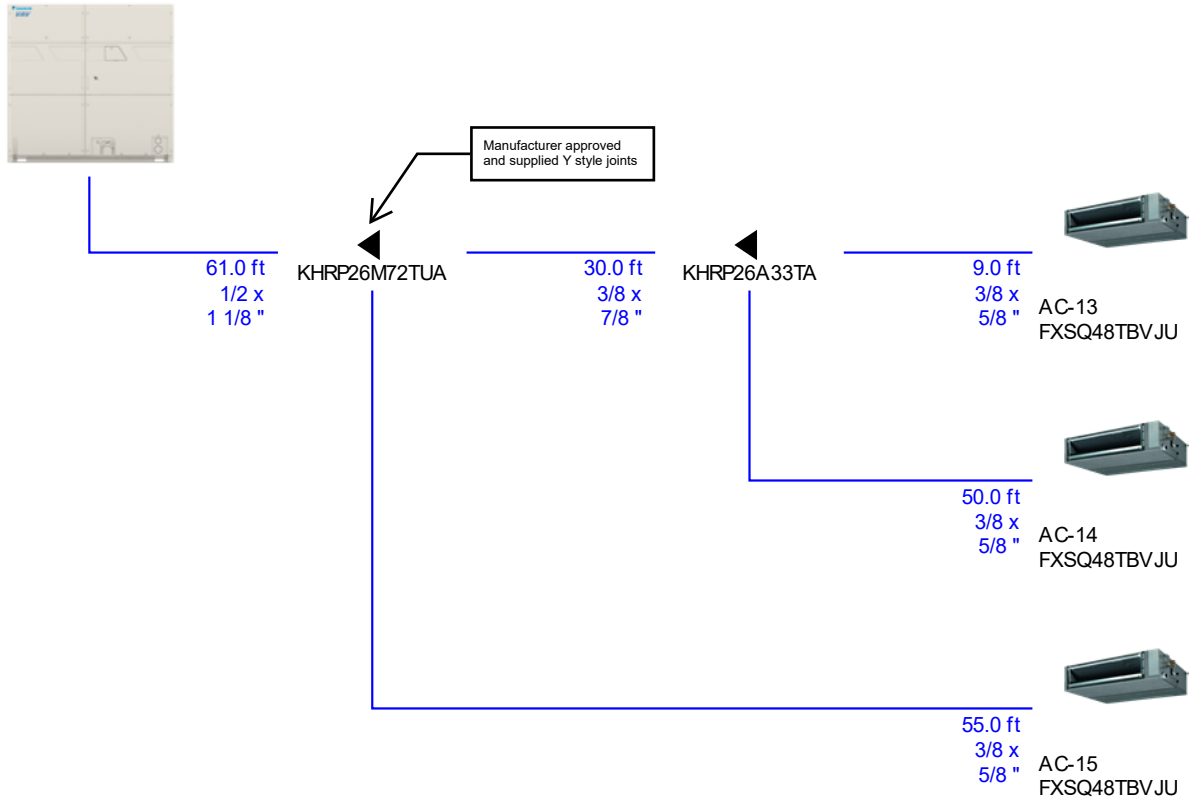 Manufacturer approved
and supplied Y style joints
61.0 ft
1/2 x
1 1/8 "
KHRP26M72TUA
30.0 ft
3/8 x
7/8 "
KHRP26A33TA
9.0 ft
3/8 x
5/8 "
AC-13
FXSQ48TBVJU
50.0 ft
3/8 x
5/8 "
AC-14
FXSQ48TBVJU
55.0 ft
3/8 x
5/8 "
AC-15
FXSQ48TBVJU